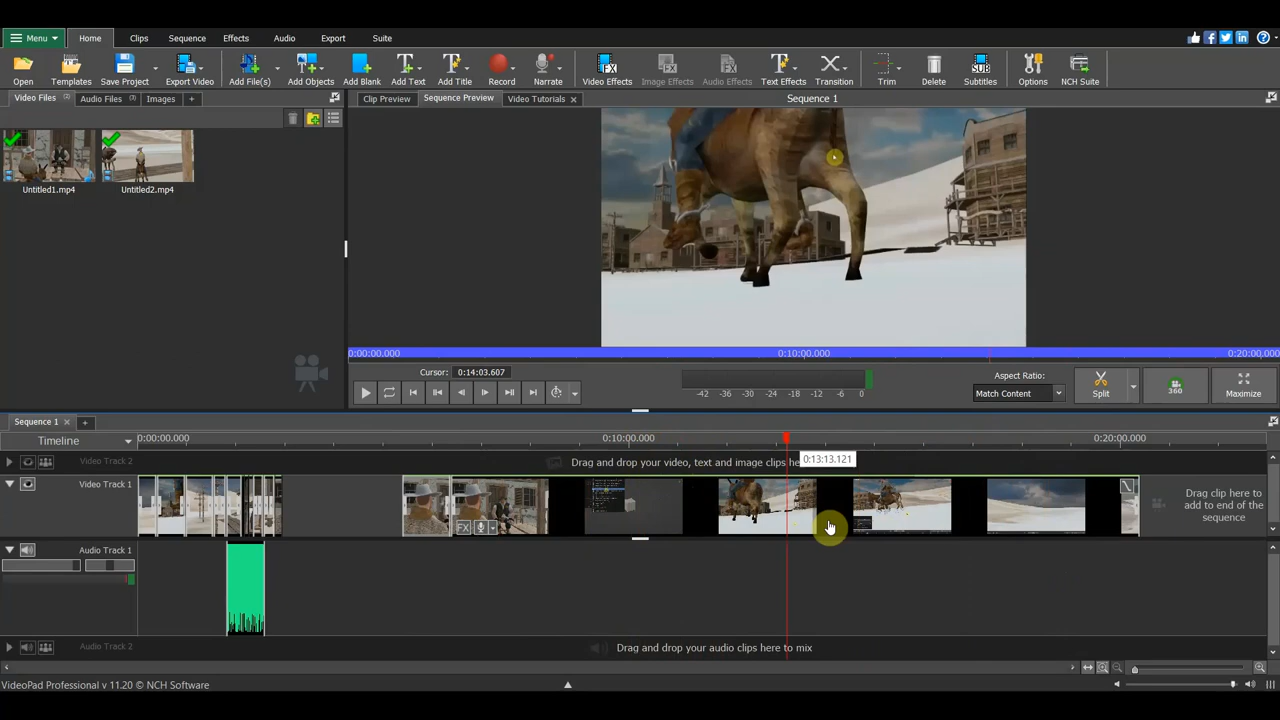 Menu Home Clips Sequence Effects Audio Export Suite
Open Templates Save Project Export Video Add File(s) Add Objects Add Blank Add Text Add Title Record Narrate Video Effects Image Effects Audio Effects Text Effects Transition Trim Delete Subtitles Options NCH Suite
Video Files Audio Files Images + Clip Preview Sequence Preview Video Tutorials Sequence 1
Untitled1.mp4 Untitled2.mp4
0:00:00.000 0:10:00.000 0:20:00.000
Cursor: 0:14:03.607
-42 -36 -30 -24 -18 -12 -6 0
Aspect Ratio:
Match Content
Split
360
Maximize
Sequence 1
Timeline 0:00:00.000 0:10:00.000 0:20:00.000
Video Track 2 Drag and drop your video, text and image clips he
0:13:13.121
Video Track 1
FX
Drag clip here to
add to end of the
sequence
Audio Track 1
Audio Track 2 Drag and drop your audio clips here to mix
VideoPad Professional v 11.20 © NCH Software